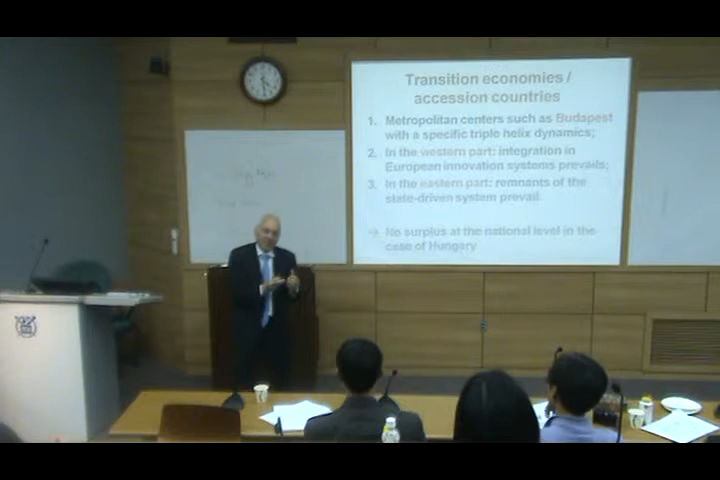 Transition economies /
accession countries
1. Metropolitan centers such as Budapest
with a specific triple helix dynamics;
2. In the western part: integration in
European innovation systems prevails;
3. In the eastern part: remnants of the
state-driven system prevail.
→ No surplus at the national level in the
case of Hungary